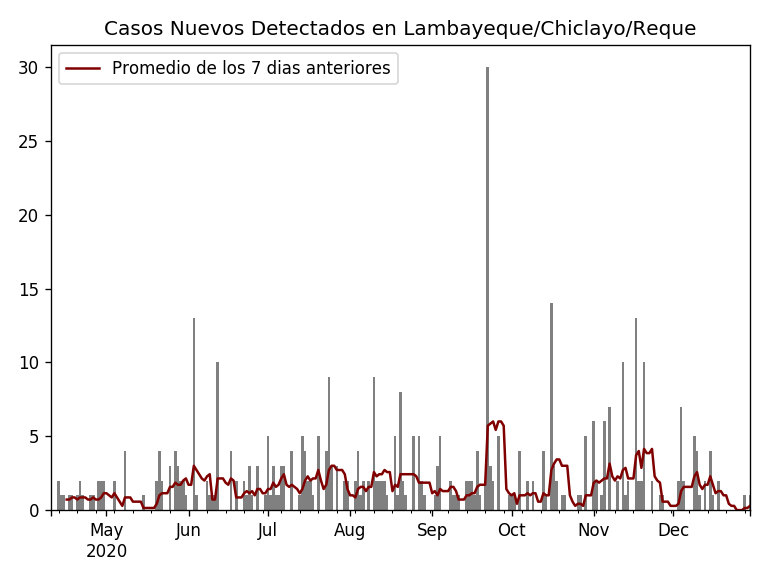 Casos Nuevos Detectados en Lambayeque/Chiclayo/Reque
Promedio de los 7 dias anteriores
30
25
20
15
10
5
0
May Jun Jul Aug Sep Oct Nov Dec
2020